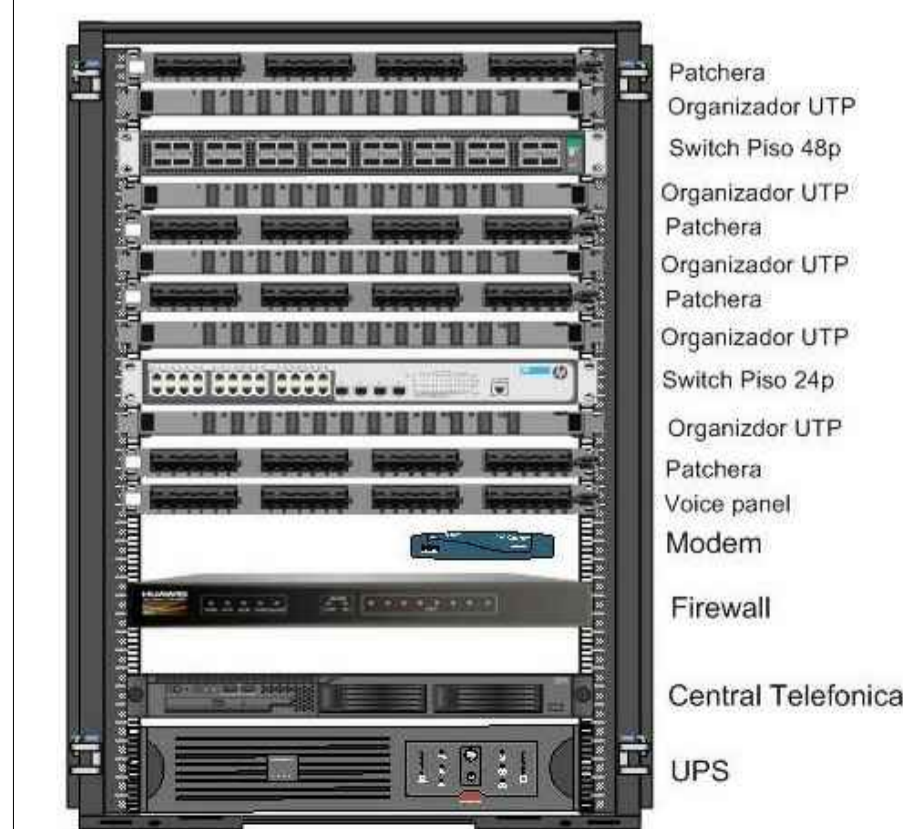 Patchera
Organizador UTP
Switch Piso 48p
Organizador UTP
Patchera
Organizador UTP
Patchera
Organizador UTP
Switch Piso 24p
Organizdor UTP
Patchera
Voice panel
Modem
HUAWEI
Firewall
Central Telefonica
UPS